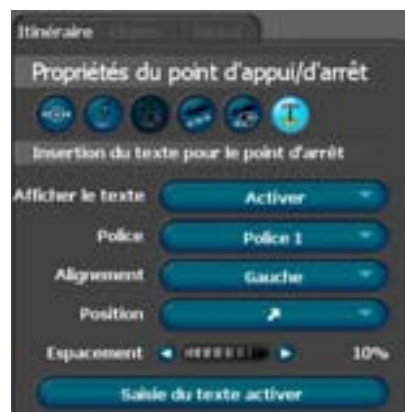 Itinéraire
Propriétés du point d'appui/d'arrêt
Insertion du texte pour le point d'arrêt
Afficher le texte Activer
Police Police 1
Alignement Gauche
Position
Espacement 10%
Saisie du texte activer